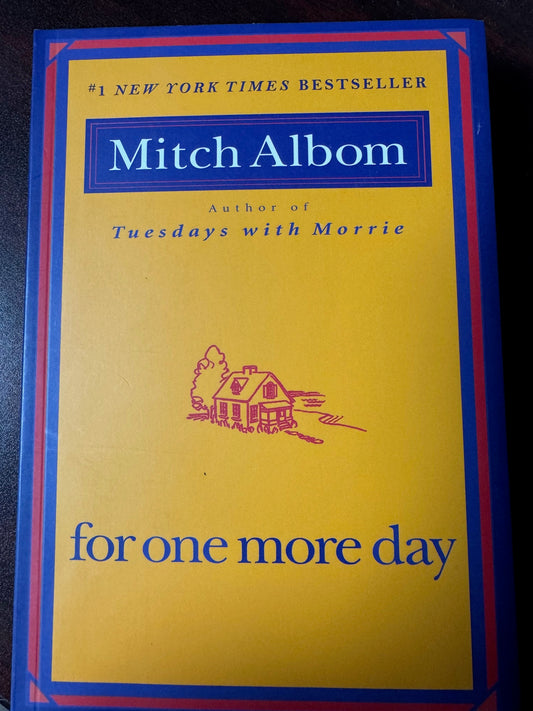 #1 NEW YORK TIMES BESTSELLER
Mitch Albom
Author of
Tuesdays with Morrie
for one more day